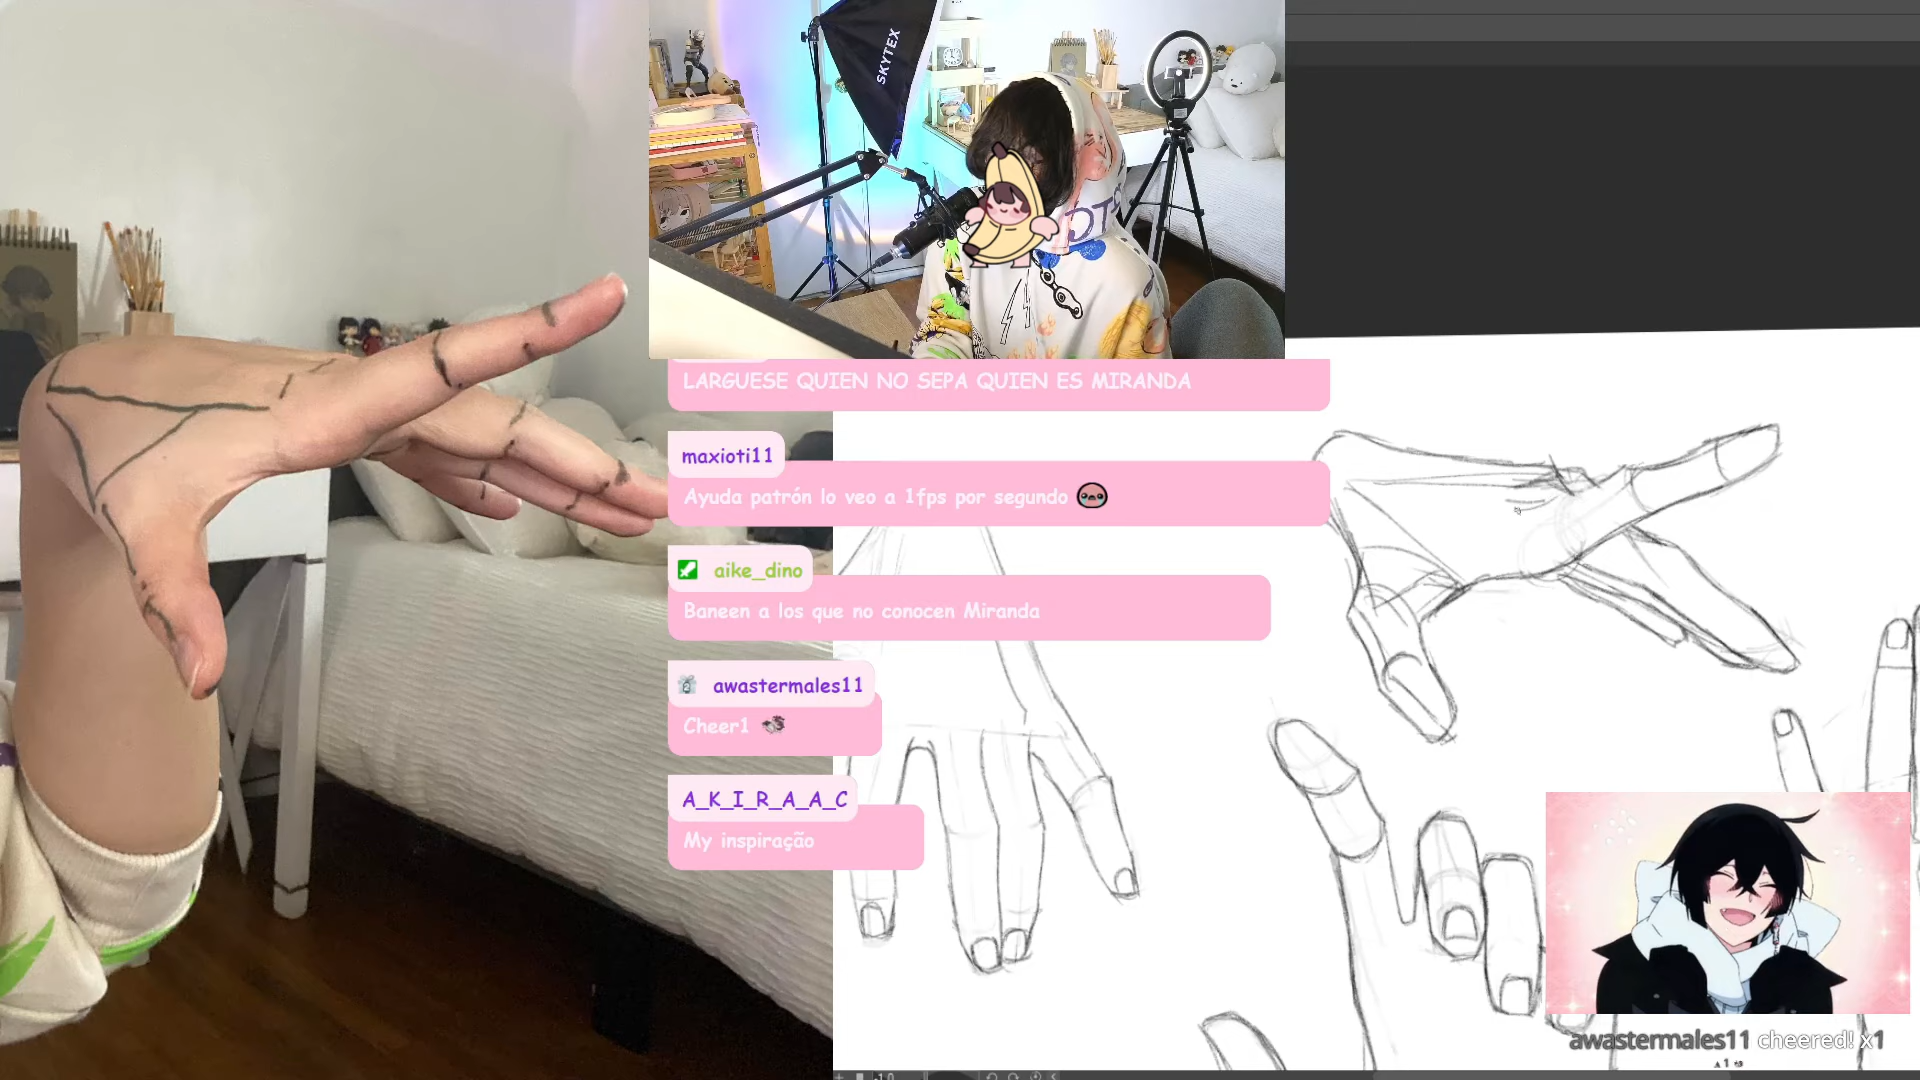 SKYTEX
LARGUESE QUIEN NO SEPA QUIEN ES MIRANDA
maxioti11
Ayuda patrón lo veo a 1fps por segundo
aike_dino
Baneen a los que no conocen Miranda
awastermales11
Cheer1
A_K_I_R_A_A_C
My inspiração
awastermales11 cheered! x1